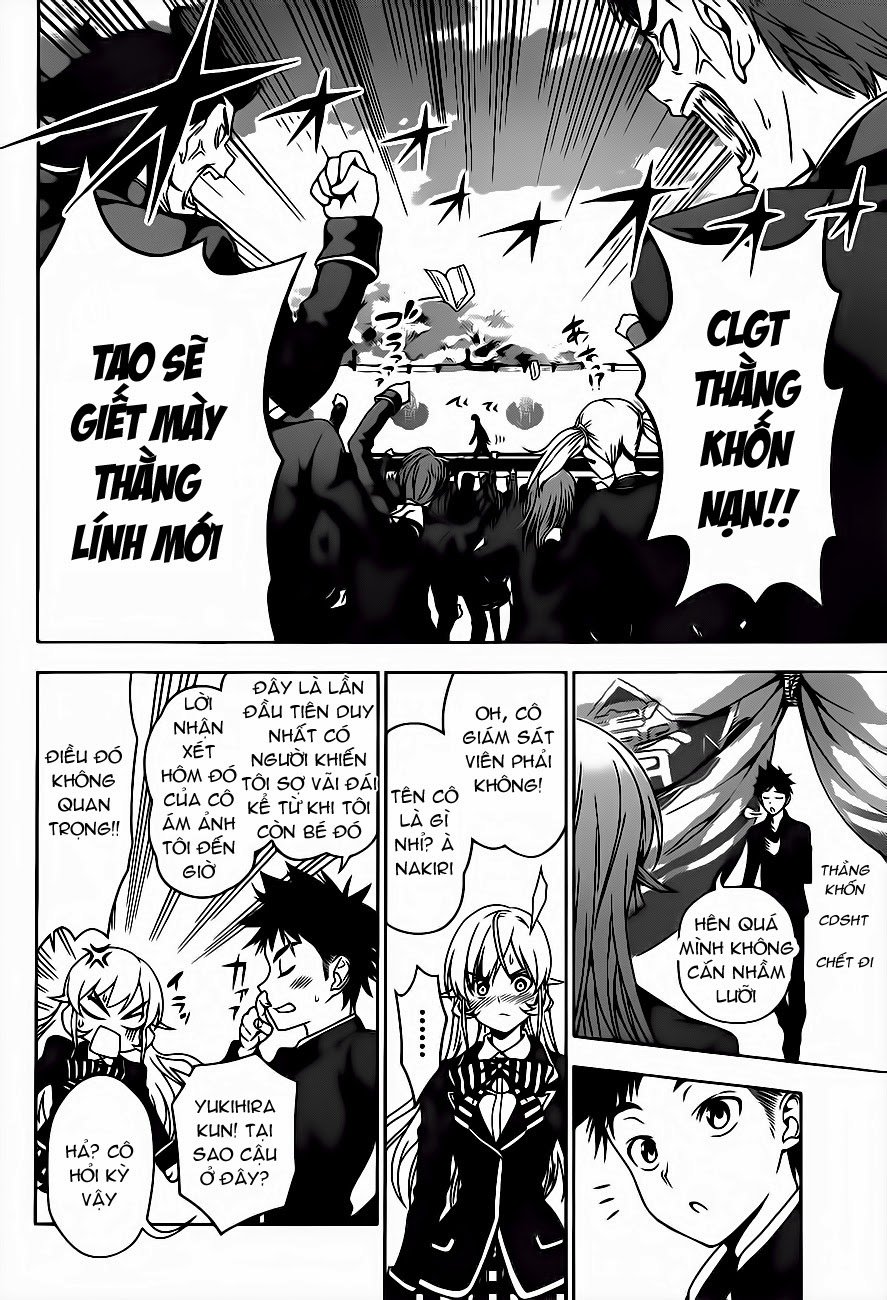 CLGT
THẰNG
KHỐN
NẠN!!
TAO SẼ
GIẾT MÀY
THẰNG
LÍNH MỚI
あぁ
!?
THẰNG
KHỐN
CDSHT
CHẾT ĐI
HÊN QUÁ
MÌNH KHÔNG
CẮN NHẦM
LƯỠI
OH, CÔ
GIÁM SÁT
VIÊN PHẢI
KHÔNG!
TÊN CÔ
LÀ GÌ
NHỈ? À
NAKIRI
ĐÂY LÀ LẦN
ĐẦU TIÊN DUY
NHẤT CÓ
NGƯỜI KHIẾN
TÔI SỢ VÃI ĐÁI
KỂ TỪ KHI TÔI
CÒN BÉ ĐÓ
LỜI
NHẬN
XÉT
HÔM ĐÓ
CỦA CÔ
ÁM ẢNH
TÔI ĐẾN
GIỜ
ĐIỀU ĐÓ
KHÔNG
QUAN
TRỌNG!!
YUKIHIRA
KUN! TẠI
SAO CẬU
Ở ĐÂY?
HẢ? CÔ
HỎI KỲ
VẬY